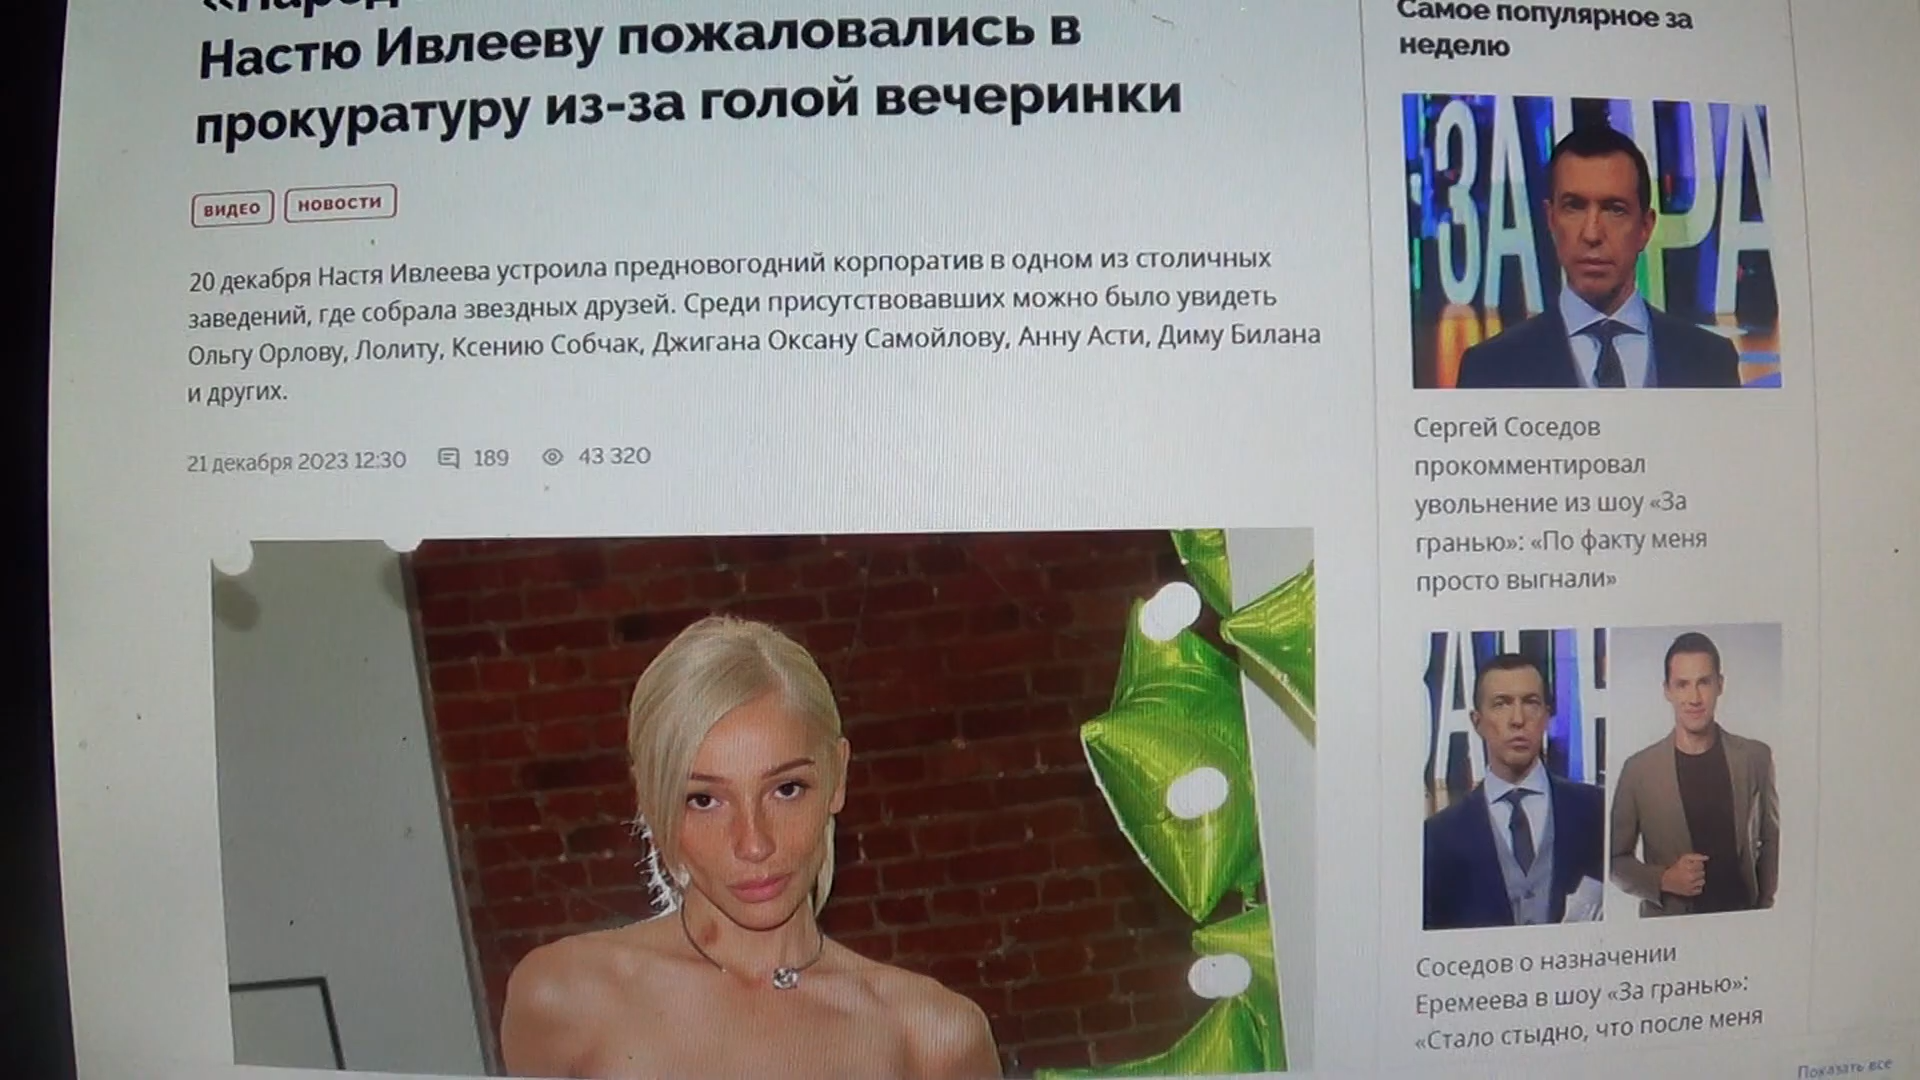 Настю Ивлееву пожаловались в
прокуратуру из-за голой вечеринки
ВИДЕО
НОВОСТИ
20 декабря Настя Ивлеева устроила предновогодний корпоратив в одном из столичных
заведений, где собрала звездных друзей. Среди присутствовавших можно было увидеть
Ольгу Орлову, Лолиту, Ксению Собчак, Джигана Оксану Самойлову, Анну Асти, Диму Билана
и других.
21 декабря 2023 12:30 189 43 320
Самое популярное за
неделю
ЗА
РА
Сергей Соседов
прокомментировал
увольнение из шоу «За
гранью»: «По факту меня
просто выгнали»
Соседов о назначении
Еремеева в шоу «За гранью»:
«Стало стыдно, что после меня
Показать все